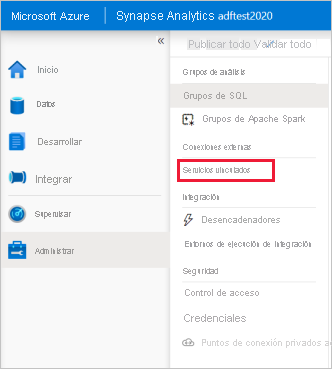 Microsoft Azure
Synapse Analytics adftest2020
«
Publicar todo Validar todo
Inicio
Datos
Desarrollar
Integrar
Supervisar
Administrar
Grupos de análisis
Grupos de SQL
Grupos de Apache Spark
Conexiones externas
Servicios vinculados
Integración
Desencadenadores
Entornos de ejecución de integración
Seguridad
Control de acceso
Credenciales
Puntos de conexión privados a